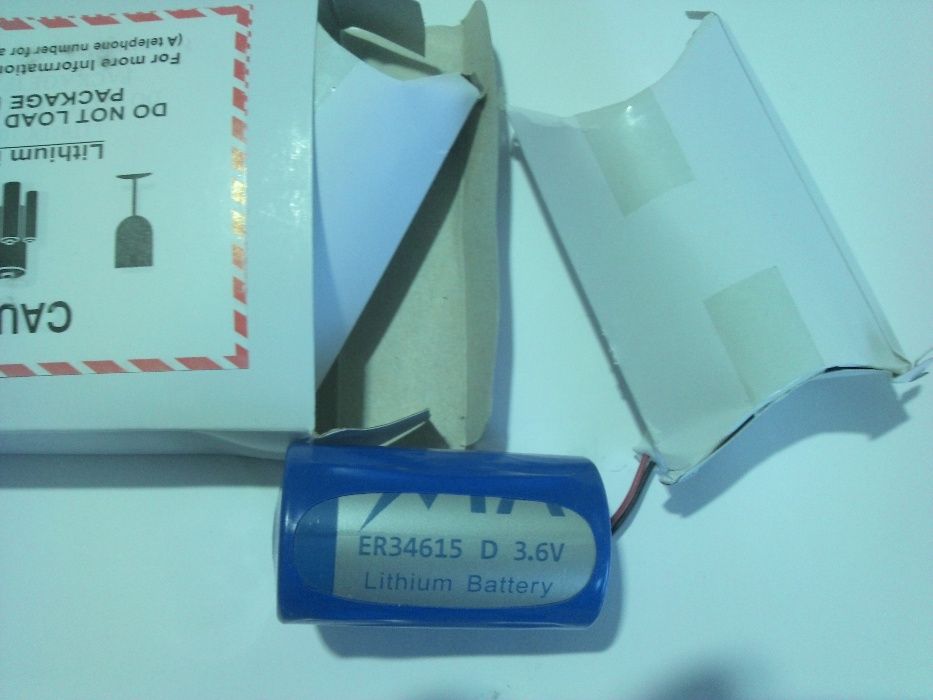 CAU
Lithium
DO NOT LOAD
PACKAGE
For more Information
(A telephone number for a
ER34615 D 3.6V
Lithium Battery